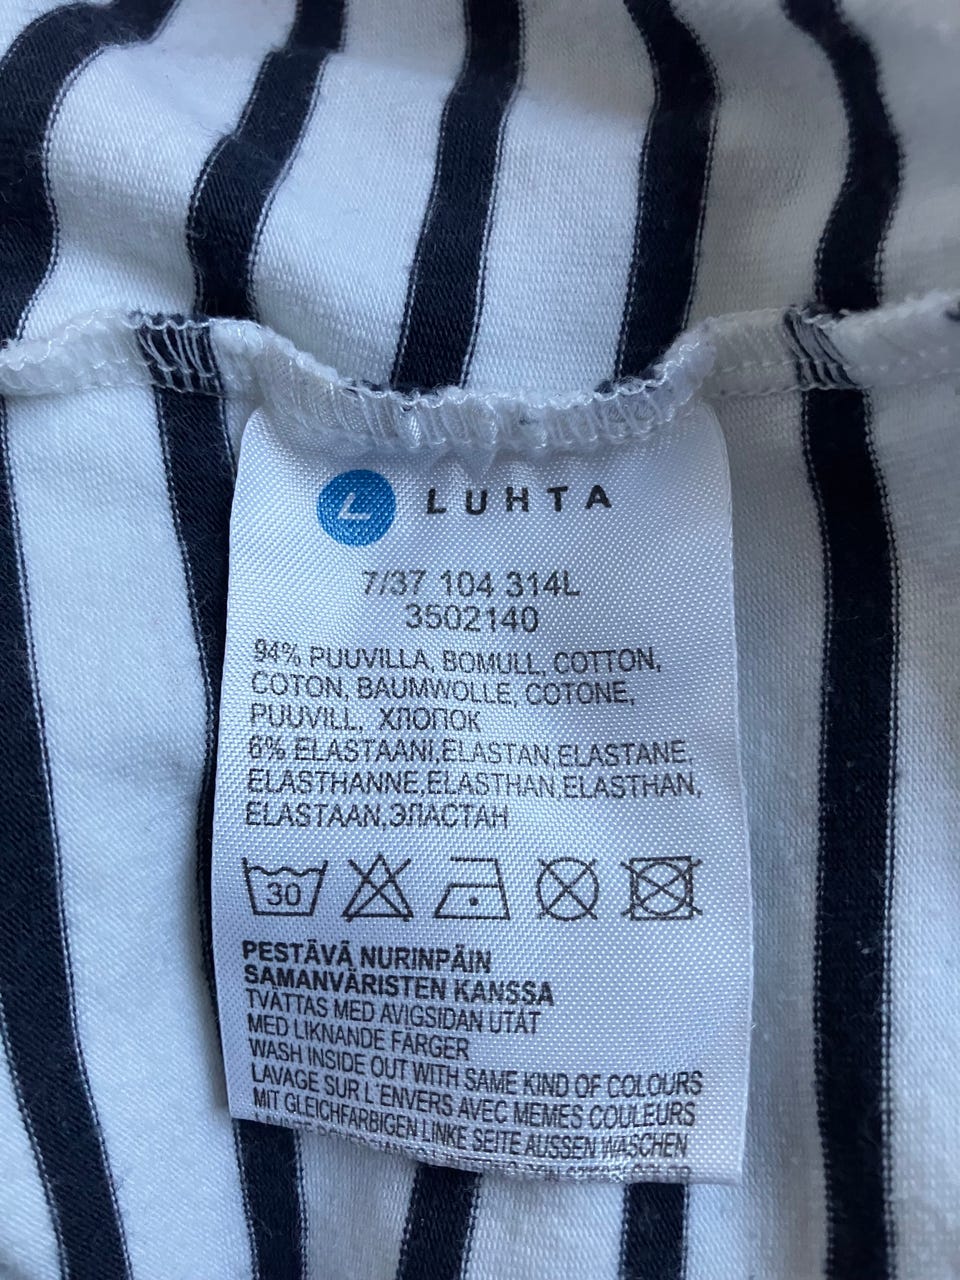 L LUHTA
7/37 104 314L
3502140
94% PUUVILLA, BOMULL, COTTON,
COTON, BAUMWOLLE, COTONE,
PUUVILL, ХЛОПОК
6% ELASTAANI,ELASTAN,ELASTANE.
ELASTHANNE,ELASTHAN,ELASTHAN,
ELASTAAN,ЭЛАСТАН
30
PESTÄVÄ NURINPÄIN
SAMANVÄRISTEN KANSSA
TVÄTTAS MED AVIGSIDAN UTÅT
MED LIKNANDE FÄRGER
WASH INSIDE OUT WITH SAME KIND OF COLOURS
LAVAGE SUR L'ENVERS AVEC MEMES COULEURS
MIT GLEICHFARBIGEN LINKE SEITE AUSSEN WASCHEN